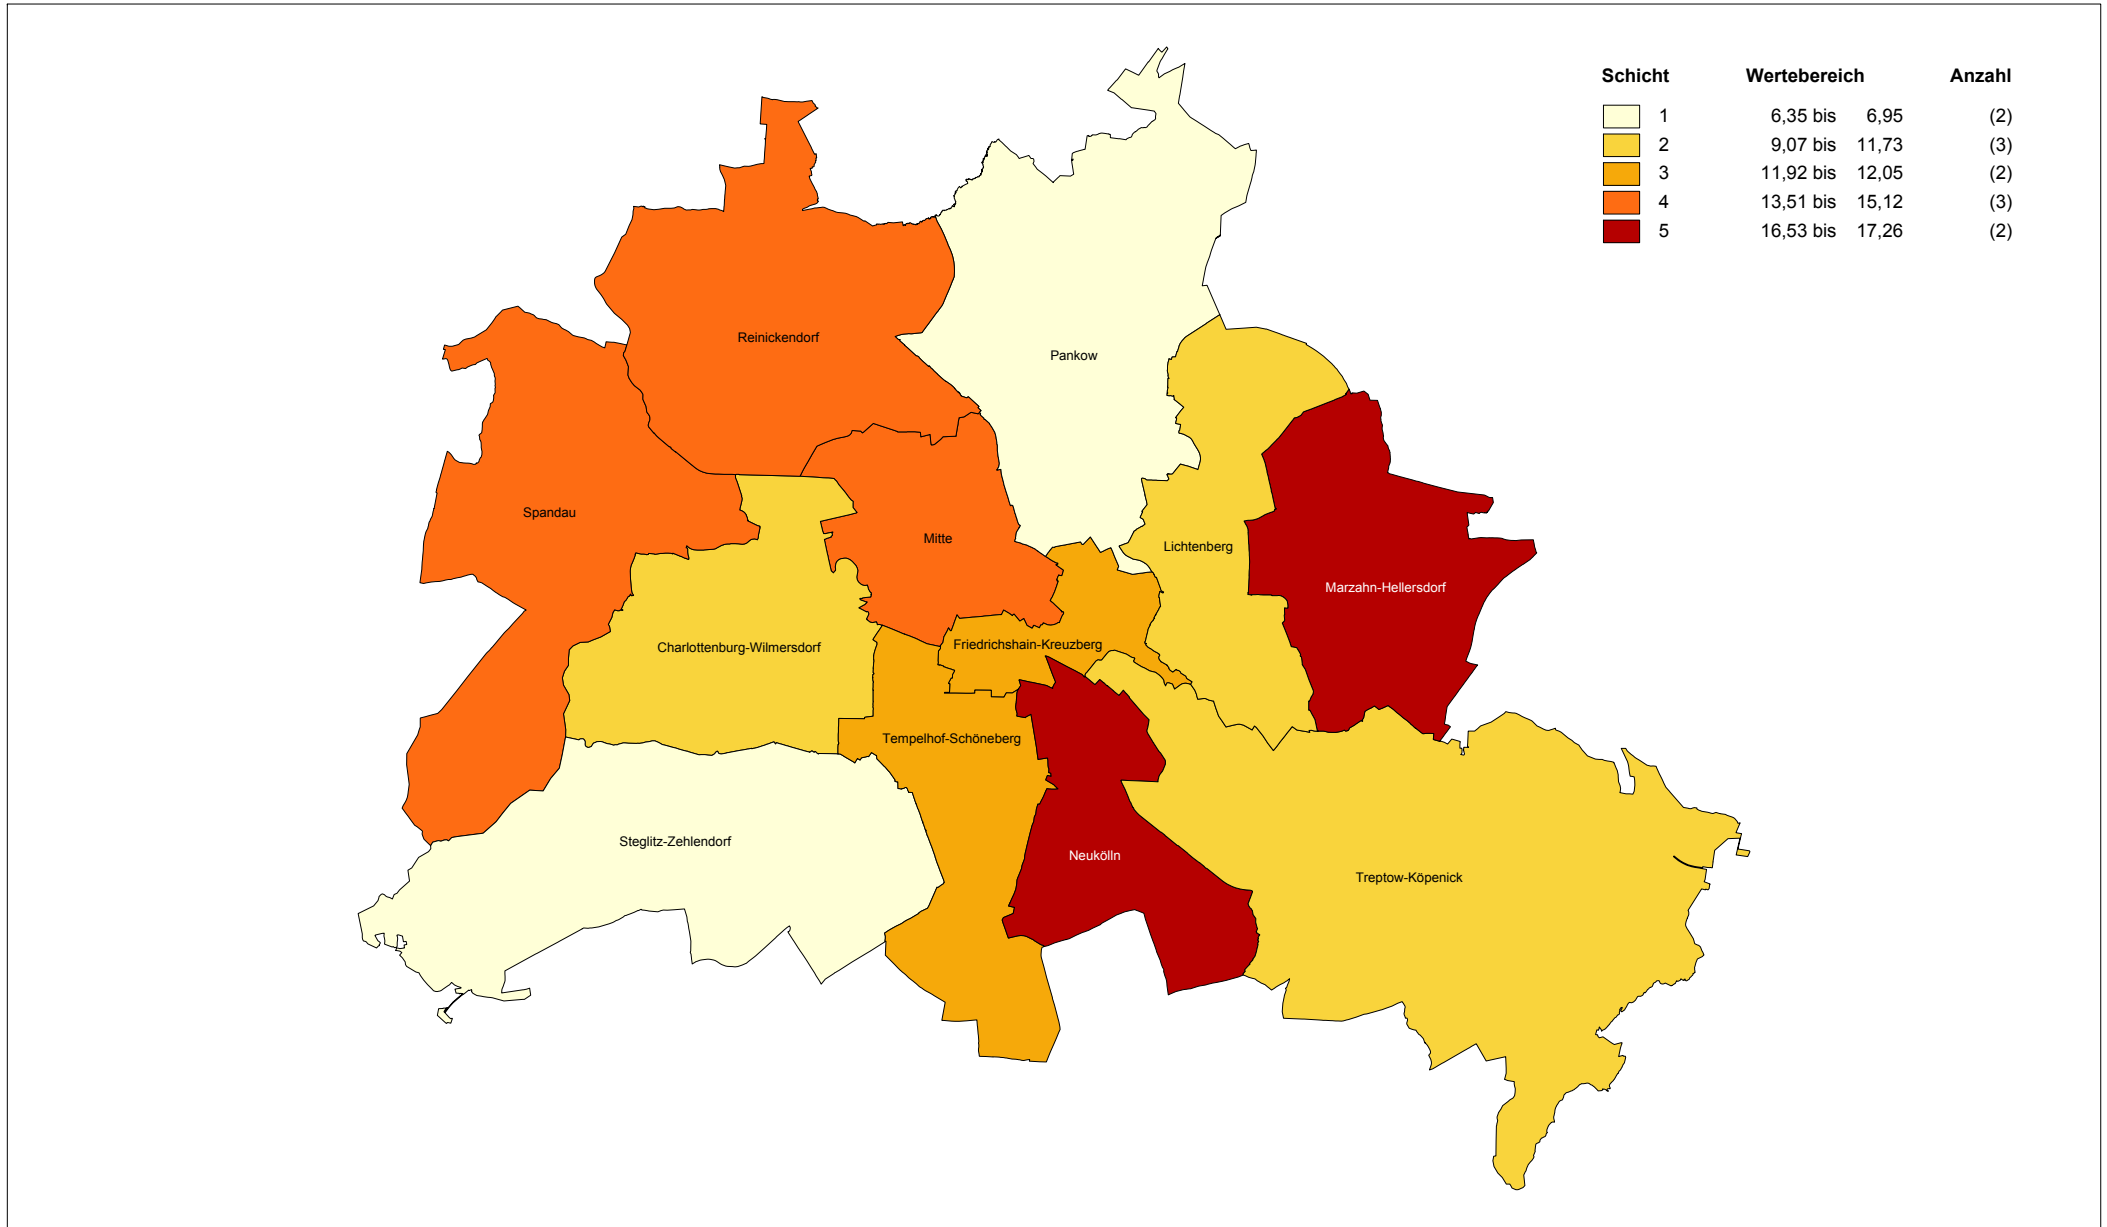 Schicht Wertebereich Anzahl
1 6,35 bis 6,95 (2)
2 9,07 bis 11,73 (3)
3 11,92 bis 12,05 (2)
4 13,51 bis 15,12 (3)
5 16,53 bis 17,26 (2)
Reinickendorf
Pankow
Spandau
Mitte
Lichtenberg
Marzahn-Hellersdorf
Charlottenburg-Wilmersdorf
Friedrichshain-Kreuzberg
Tempelhof-Schöneberg
Steglitz-Zehlendorf
Neukölln
Treptow-Köpenick